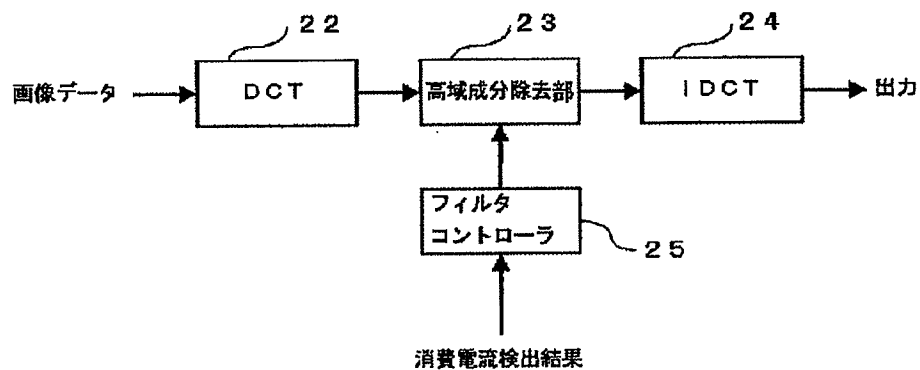 ２２
２３
２４
画像データ
ＤＣＴ
高域成分除去部
ＩＤＣＴ
出力
フィルタ
コントローラ
２５
消費電流検出結果